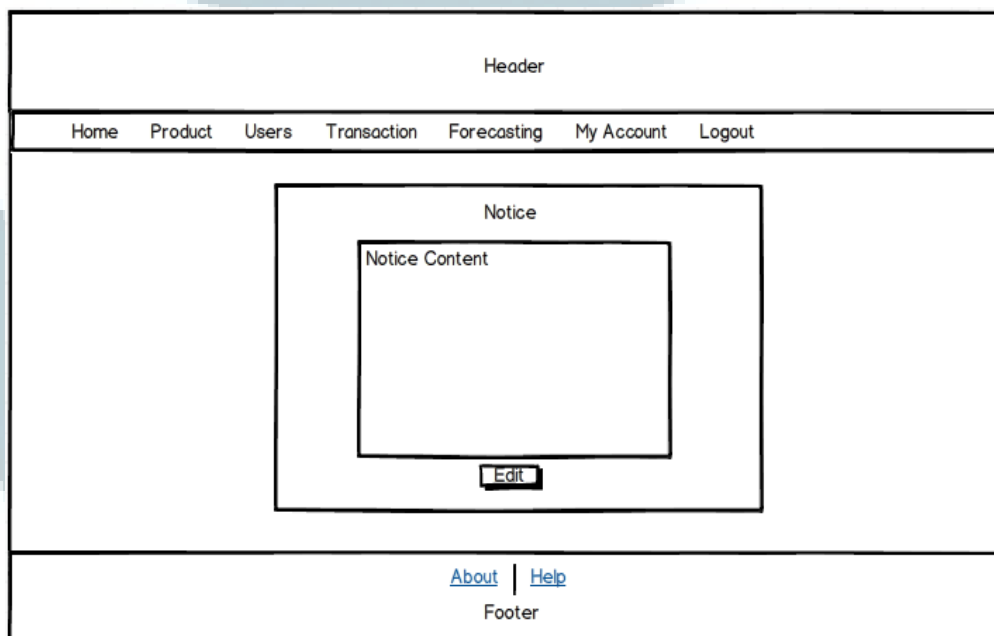 Header
Home Product Users Transaction Forecasting My Account Logout
Notice
Notice Content
Edit
About | Help
Footer